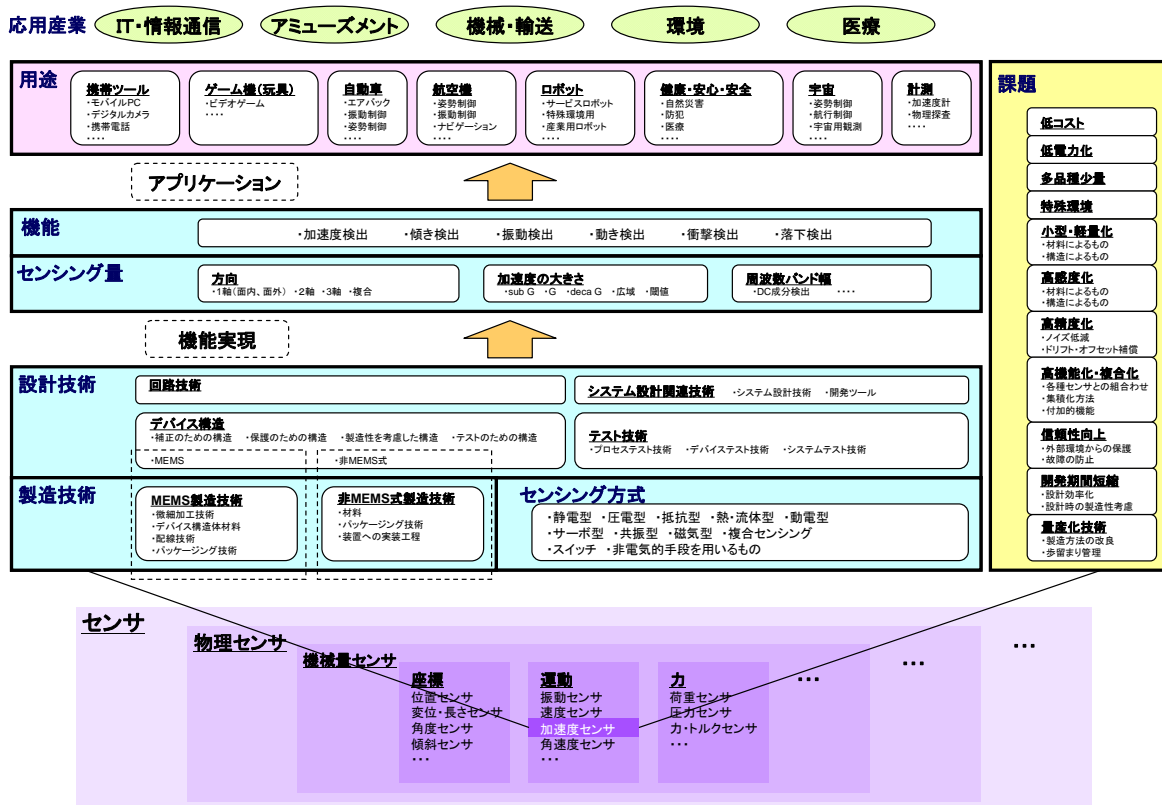 応用産業
IT・情報通信
アミューズメント
機械・輸送
環境
医療
用途
携帯ツール
・モバイルPC
・デジタルカメラ
・携帯電話
・・・・
ゲーム機(玩具)
・ビデオゲーム
・・・・
自動車
・エアバック
・振動制御
・姿勢制御
・・・・
航空機
・姿勢制御
・振動制御
・ナビゲーション
・・・・
ロボット
・サービスロボット
・特殊環境用
・産業用ロボット
・・・・
健康・安心・安全
・自然災害
・防犯
・医療
・・・・
宇宙
・姿勢制御
・航行制御
・宇宙用観測
・・・・
計測
・加速度計
・物理探査
・・・・
アプリケーション
機能
・加速度検出 ・傾き検出 ・振動検出 ・動き検出 ・衝撃検出 ・落下検出
センシング量
方向
・1軸(面内、面外) ・2軸 ・3軸 ・複合
加速度の大きさ
・sub G ・G ・deca G ・広域 ・閾値
周波数バンド幅
・DC成分検出 ・・・・
機能実現
設計技術
回路技術
システム設計関連技術 ・システム設計技術 ・開発ツール
デバイス構造
・補正のための構造 ・保護のための構造 ・製造性を考慮した構造 ・テストのための構造
・MEMS ・非MEMS式
テスト技術
・プロセステスト技術 ・デバイステスト技術 ・システムテスト技術
製造技術
MEMS製造技術
・微細加工技術
・デバイス構造体材料
・配線技術
・パッケージング技術
非MEMS式製造技術
・材料
・パッケージング技術
・装置への実装工程
センシング方式
・静電型 ・圧電型 ・抵抗型 ・熱・流体型 ・動電型
・サーボ型 ・共振型 ・磁気型 ・複合センシング
・スイッチ ・非電気的手段を用いるもの
課題
低コスト
低電力化
多品種少量
特殊環境
小型・軽量化
・材料によるもの
・構造によるもの
高感度化
・材料によるもの
・構造によるもの
高精度化
・ノイズ低減
・ドリフト・オフセット補償
高機能化・複合化
・各種センサとの組合わせ
・集積化方法
・付加的機能
信頼性向上
・外部環境からの保護
・故障の防止
開発期間短縮
・設計効率化
・設計時の製造性考慮
量産化技術
・製造方法の改良
・歩留まり管理
センサ
物理センサ
機械量センサ
座標
位置センサ
変位・長さセンサ
角度センサ
傾斜センサ
・・・
運動
振動センサ
速度センサ
加速度センサ
角速度センサ
・・・
力
荷重センサ
圧力センサ
力・トルクセンサ
・・・
・・・
・・・
・・・